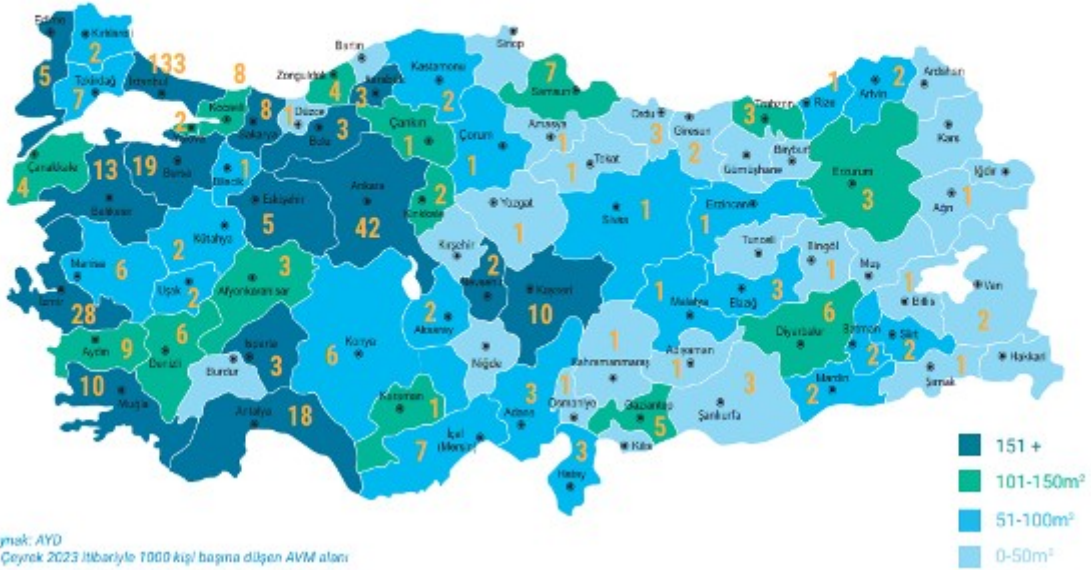 Edirne
Kırklareli
2
5
Tekirdağ
7
133
İstanbul
8
Kocaeli
2
Yalova
8
Sakarya
1
Düzce
Zonguldak
4
Bartın
Karabük
3
Kastamonu
2
Sinop
7
Samsun
3
Bolu
Çankırı
1
Çorum
1
Amasya
1
1
Tokat
Ordu
3
Giresun
2
Trabzon
3
1
Rize
2
Artvin
Ardahan
Kars
Gümüşhane
Bayburt
Erzurum
3
Iğdır
Ağrı
1
Çanakkale
4
13
Balıkesir
19
Bursa
1
Bilecik
Eskişehir
5
Ankara
42
2
Kırıkkale
Yozgat
1
Sivas
1
Erzincan
1
Kırşehir
2
Nevşehir
Kayseri
10
Tunceli
Bingöl
1
Muş
1
Bitlis
Van
2
Kütahya
2
Manisa
6
Uşak
2
3
Afyonkarahisar
İzmir
28
Aydın
9
6
Denizli
Burdur
Isparta
3
6
Konya
2
Aksaray
Niğde
1
Malatya
Elazığ
3
6
Diyarbakır
Batman
2
Siirt
2
Şırnak
1
Hakkari
10
Muğla
Antalya
18
Karaman
1
7
İçel
(Mersin)
3
Adana
1
Kahramanmaraş
Adıyaman
1
1
Osmaniye
Gaziantep
5
Kilis
3
Şanlıurfa
2
Mardin
3
Hatay
151 +
101-150m²
51-100m²
0-50m²
ynak: AYD
Çeyrek 2023 itibariyle 1000 kişi başına düşen AVM alanı